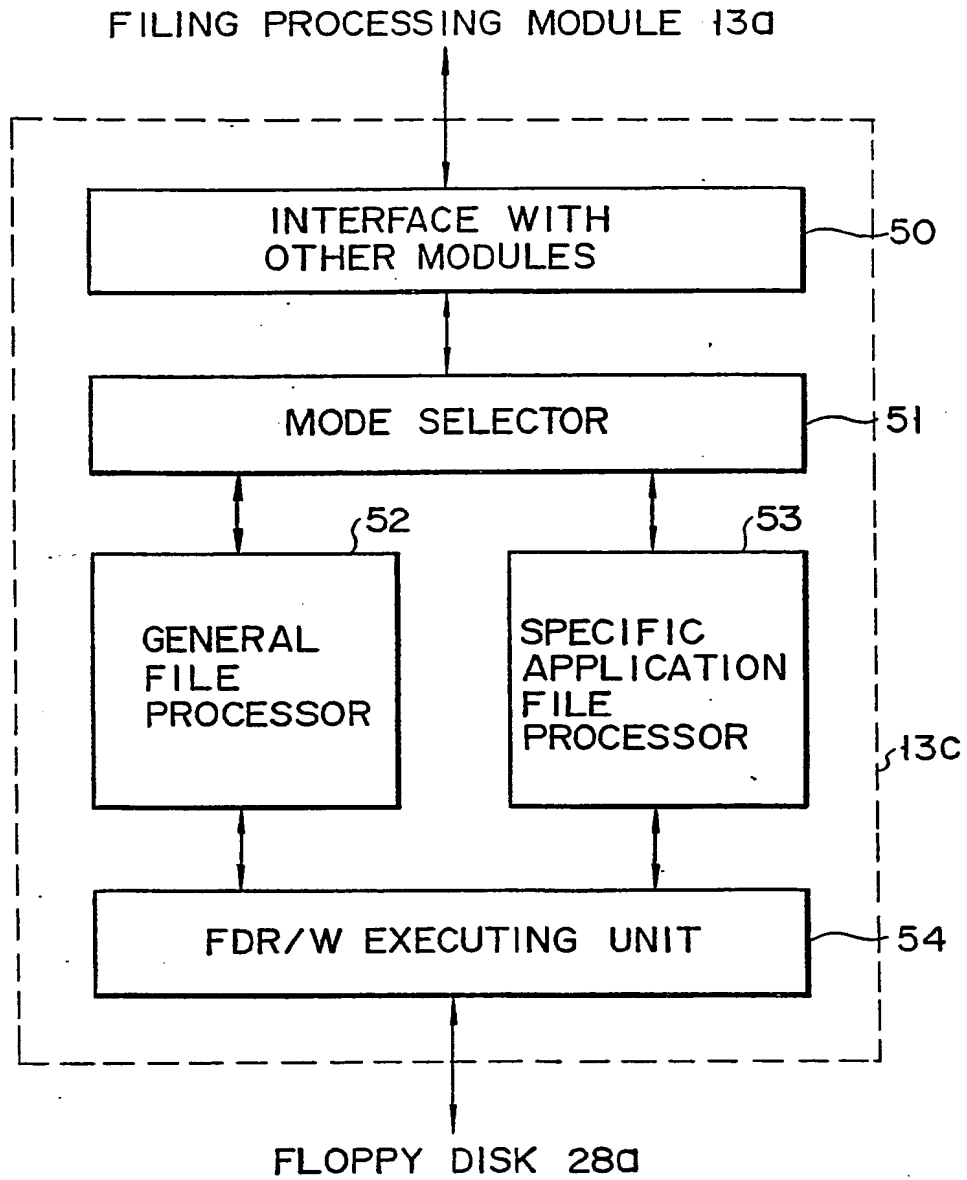 FILING PROCESSING MODULE 13a
INTERFACE WITH
OTHER MODULES
50
MODE SELECTOR
51
52
53
GENERAL
FILE
PROCESSOR
SPECIFIC
APPLICATION
FILE
PROCESSOR
13C
FDR/W EXECUTING UNIT
54
FLOPPY DISK 28a